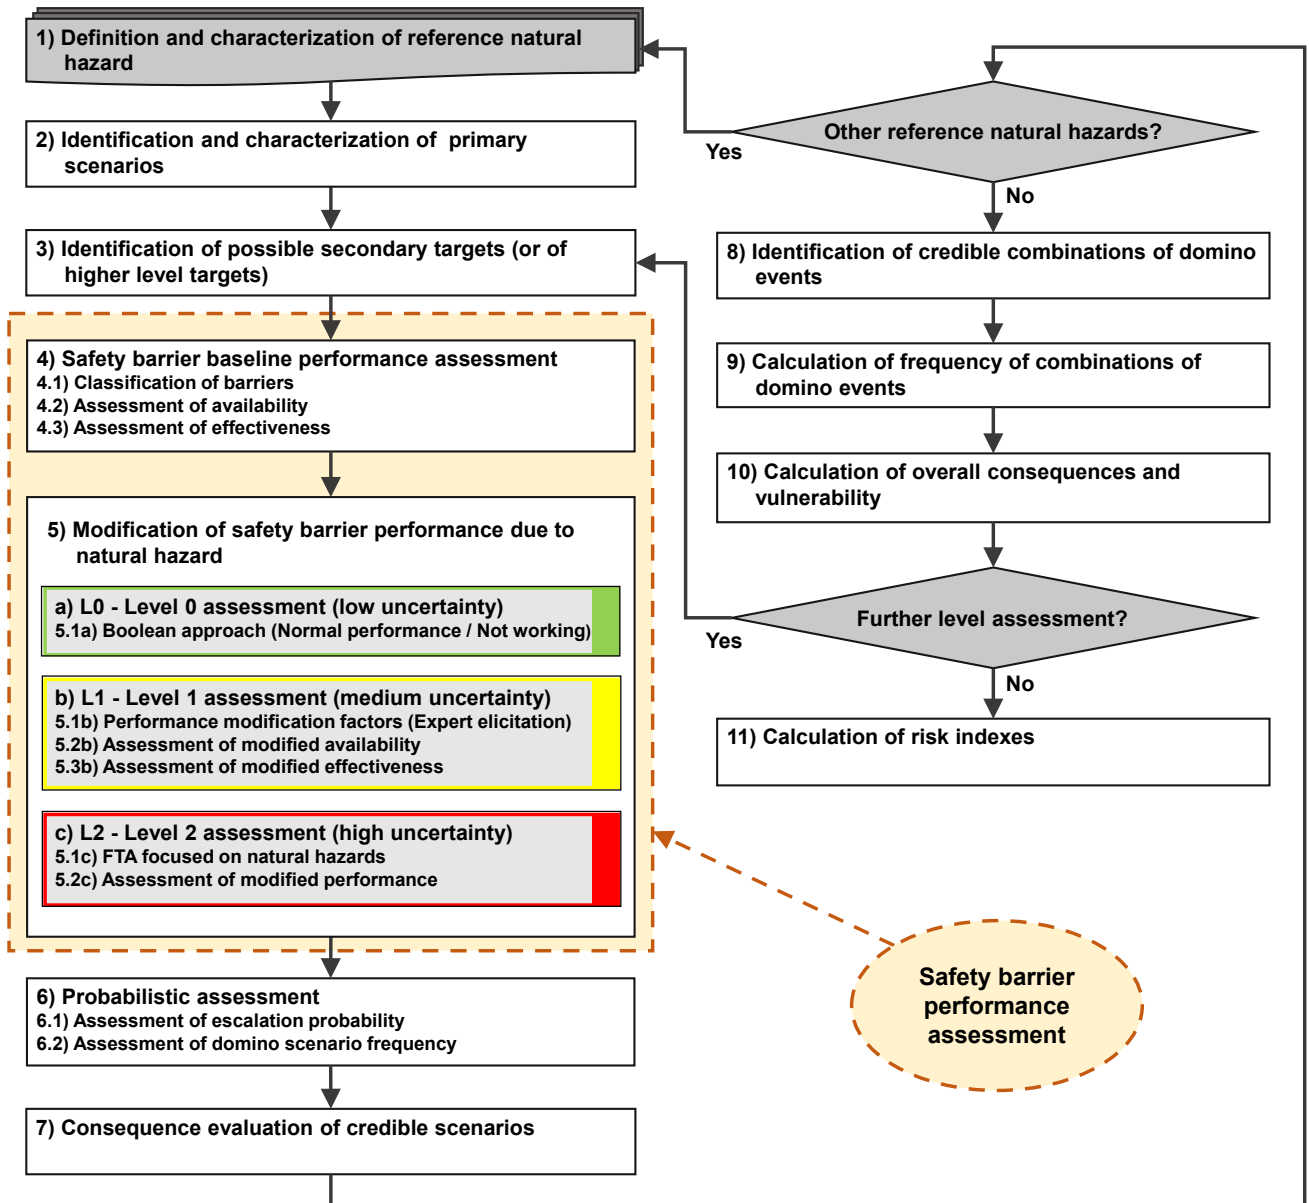 1) Definition and characterization of reference natural
hazard
2) Identification and characterization of primary
scenarios
3) Identification of possible secondary targets (or of
higher level targets)
4) Safety barrier baseline performance assessment
4.1) Classification of barriers
4.2) Assessment of availability
4.3) Assessment of effectiveness
5) Modification of safety barrier performance due to
natural hazard
a) L0 - Level 0 assessment (low uncertainty)
5.1a) Boolean approach (Normal performance / Not working)
b) L1 - Level 1 assessment (medium uncertainty)
5.1b) Performance modification factors (Expert elicitation)
5.2b) Assessment of modified availability
5.3b) Assessment of modified effectiveness
c) L2 - Level 2 assessment (high uncertainty)
5.1c) FTA focused on natural hazards
5.2c) Assessment of modified performance
6) Probabilistic assessment
6.1) Assessment of escalation probability
6.2) Assessment of domino scenario frequency
7) Consequence evaluation of credible scenarios
Other reference natural hazards?
Yes
No
8) Identification of credible combinations of domino
events
9) Calculation of frequency of combinations of
domino events
10) Calculation of overall consequences and
vulnerability
Further level assessment?
Yes
No
11) Calculation of risk indexes
Safety barrier
performance
assessment